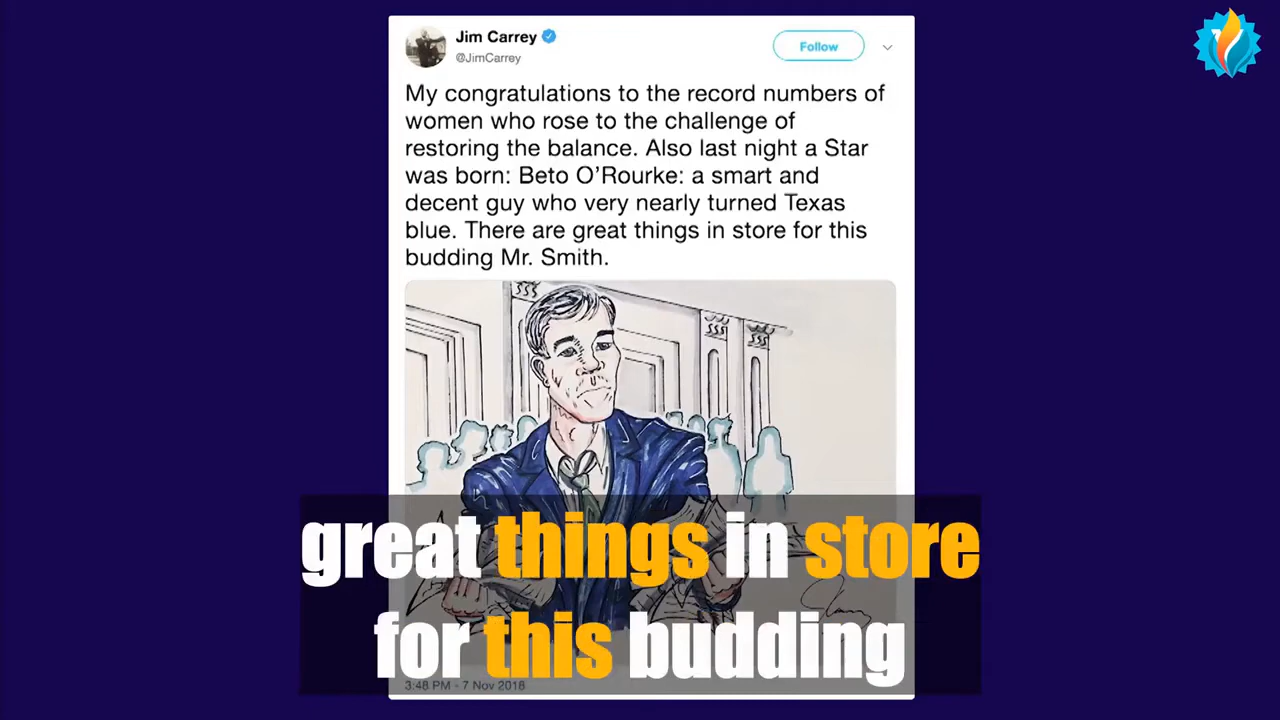 Jim Carrey
@JimCarrey
Follow
My congratulations to the record numbers of
women who rose to the challenge of
restoring the balance. Also last night a Star
was born: Beto O’Rourke: a smart and
decent guy who very nearly turned Texas
blue. There are great things in store for this
budding Mr. Smith.
great things in store
for this budding
3:48 PM - 7 Nov 2018